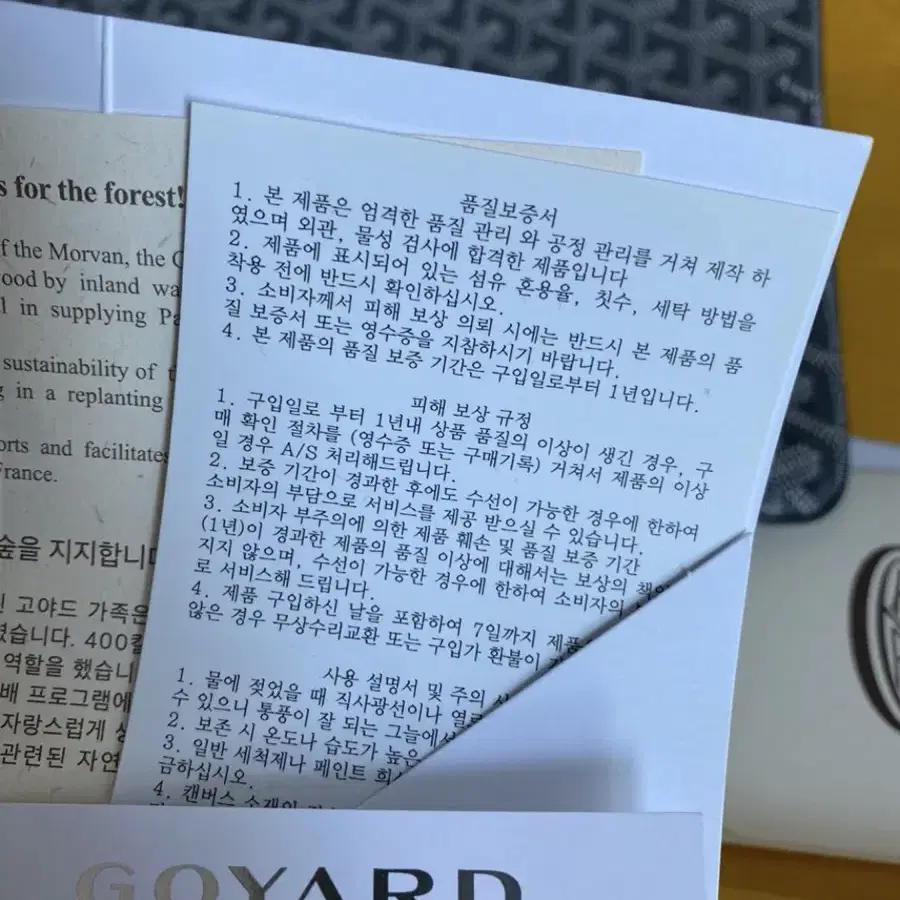 s for the forest!
f the Morvan, the
ood by inland wa
l in supplying Pa
sustainability of
g in a replanting
orts and facilitates
France.
숲을 지지합니다
고야드 가족은
했습니다. 400킬
역할을 했습니
배 프로그램에
자랑스럽게
관련된 자연
품질보증서
1. 본 제품은 엄격한 품질 관리 와 공정 관리를 거쳐 제작 하
였으며 외관, 물성 검사에 합격한 제품입니다
2. 제품에 표시되어 있는 섬유 혼용율, 칫수, 세탁 방법을
착용 전에 반드시 확인하십시오.
3. 소비자께서 피해 보상 의뢰 시에는 반드시 본 제품의 품
질 보증서 또는 영수증을 지참하시기 바랍니다.
4. 본 제품의 품질 보증 기간은 구입일로부터 1년입니다.
피해 보상 규정
1. 구입일로 부터 1년내 상품 품질의 이상이 생긴 경우, 구
매 확인 절차를 (영수증 또는 구매기록) 거쳐서 제품의 이상
일 경우 A/S 처리해드립니다.
2. 보증 기간이 경과한 후에도 수선이 가능한 경우에 한하여
소비자의 부담으로 서비스를 제공 받으실 수 있습니다.
3. 소비자 부주의에 의한 제품 훼손 및 품질 보증 기간
(1년)이 경과한 제품의 품질 이상에 대해서는 보상의 책
지지 않으며, 수선이 가능한 경우에 한하여 소비자의
로 서비스해 드립니다.
4. 제품 구입하신 날을 포함하여 7일까지 제품
않은 경우 무상수리교환 또는 구입가 환불이
사용 설명서 및 주의
1. 물에 젖었을 때 직사광선이나 열로
수 있으니 통풍이 잘 되는 그늘에서
2. 보존 시 온도나 습도가 높은
3. 일반 세척제나 페인트 희
금하십시오.
4. 캔버스 소재의
GOYARD